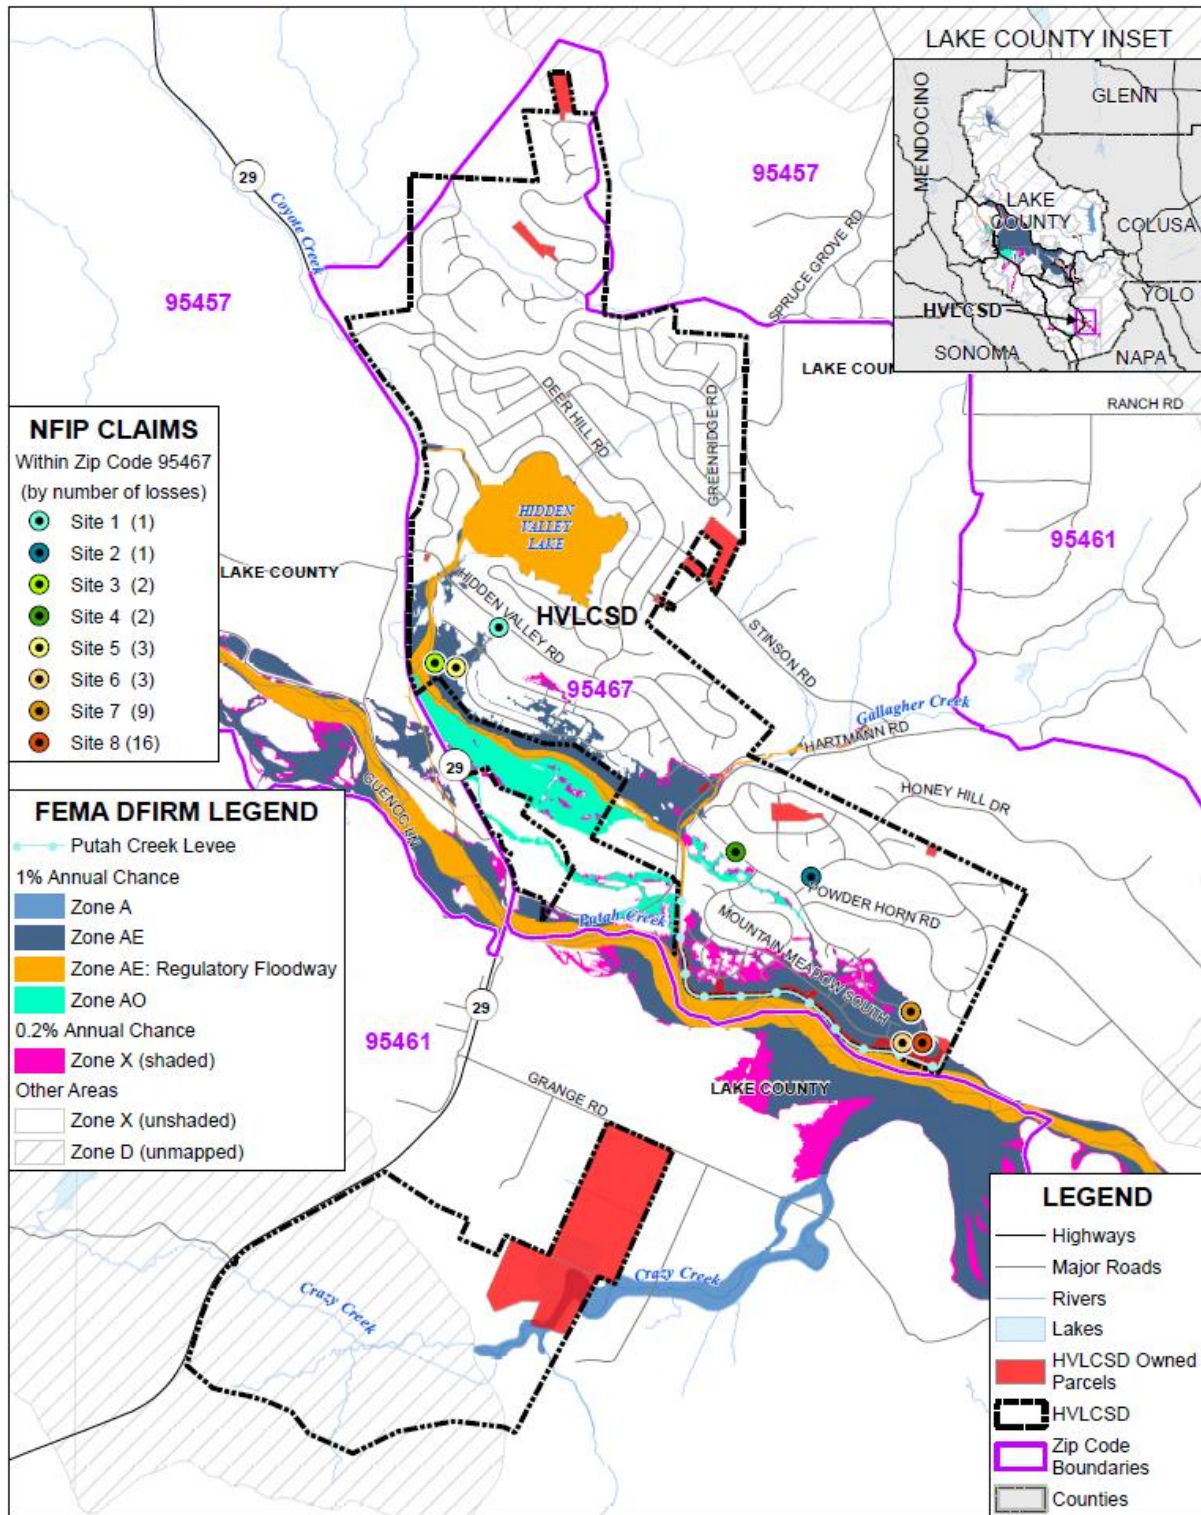 LAKE COUNTY INSET
MENDOCINO
GLENN
LAKE
COUNTY
COLUSA
YOLO
HVLCSD
SONOMA
NAPA
29
Coyote Creek
95457
95457
SPRUCE GROVE RD
LAKE COUN
RANCH RD
DEER HILL RD
GREENRIDGE RD
NFIP CLAIMS
Within Zip Code 95467
(by number of losses)
Site 1 (1)
Site 2 (1)
Site 3 (2)
Site 4 (2)
Site 5 (3)
Site 6 (3)
Site 7 (9)
Site 8 (16)
HIDDEN
VALLEY
LAKE
95461
LAKE COUNTY
HIDDEN VALLEY RD
HVLCSD
STINSON RD
95467
Gallagher Creek
HARTMANN RD
29
GUENOC LN
HONEY HILL DR
FEMA DFIRM LEGEND
Putah Creek Levee
1% Annual Chance
Zone A
Zone AE
Zone AE: Regulatory Floodway
Zone AO
0.2% Annual Chance
Zone X (shaded)
Other Areas
Zone X (unshaded)
Zone D (unmapped)
POWDER HORN RD
Putah Creek
MOUNTAIN MEADOW SOUTH
29
95461
GRANGE RD
LAKE COUNTY
Crazy Creek
Crazy Creek
LEGEND
Highways
Major Roads
Rivers
Lakes
HVLCSD Owned
Parcels
HVLCSD
Zip Code
Boundaries
Counties